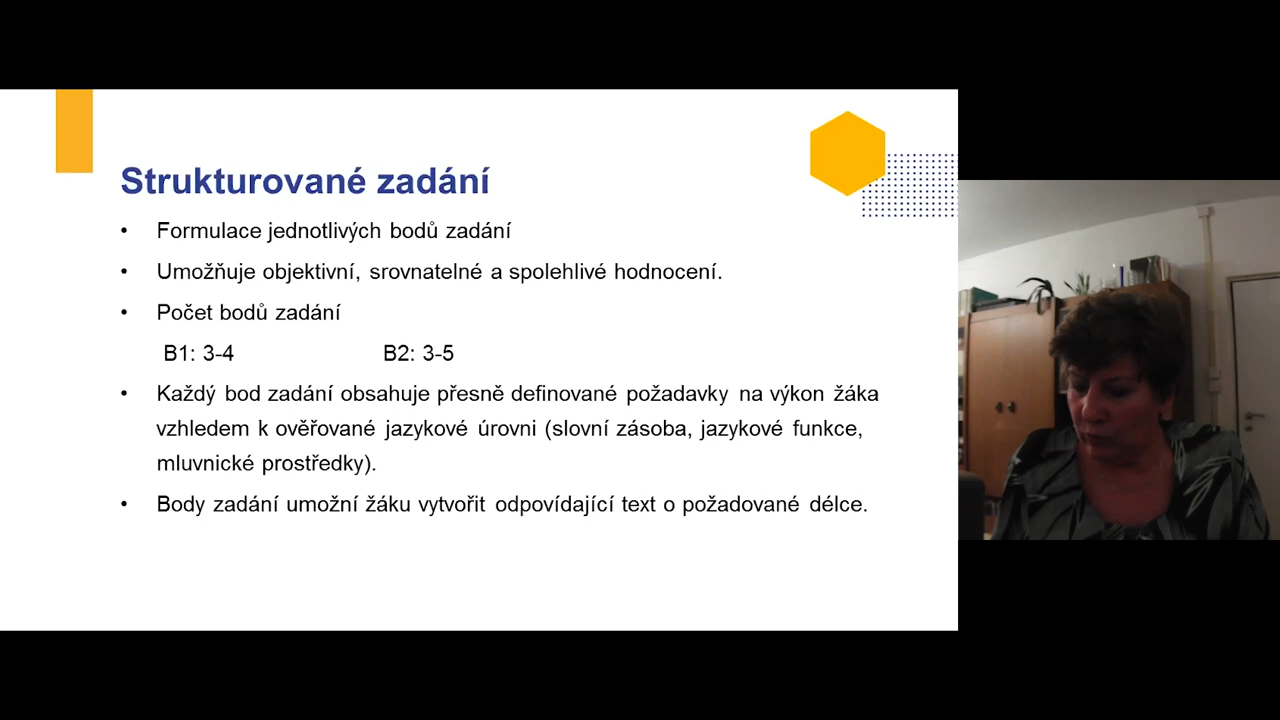 Strukturované zadání
• Formulace jednotlivých bodů zadání
• Umožňuje objektivní, srovnatelné a spolehlivé hodnocení.
• Počet bodů zadání
B1: 3-4 B2: 3-5
• Každý bod zadání obsahuje přesně definované požadavky na výkon žáka
vzhledem k ověřované jazykové úrovni (slovní zásoba, jazykové funkce,
mluvnické prostředky).
• Body zadání umožní žáku vytvořit odpovídající text o požadované délce.